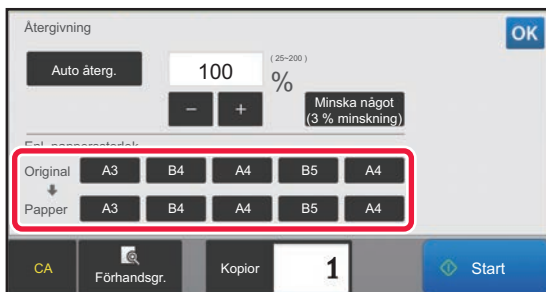 Återgivning
OK
Auto återg.
100
(25~200)
%
−
+
Minska något
(3 % minskning)
Original
A3
B4
A4
B5
A4
Papper
A3
B4
A4
B5
A4
CA
Förhandsgr.
Kopior
1
Start